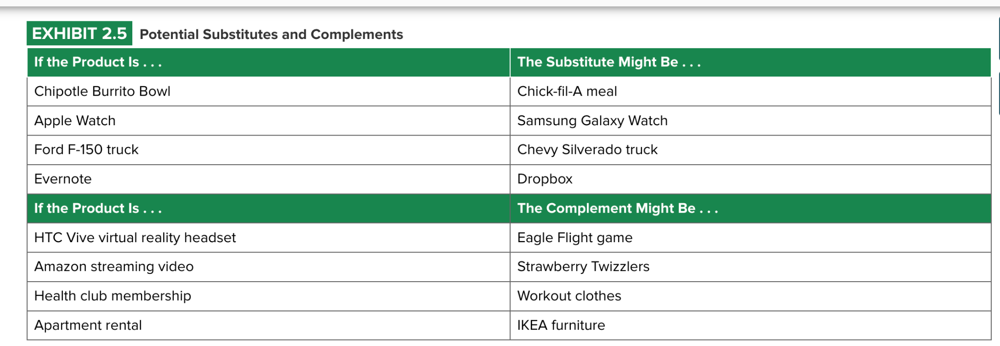 EXHIBIT 2.5 Potential Substitutes and Complements
If the Product Is . . . The Substitute Might Be . . .
Chipotle Burrito Bowl Chick-fil-A meal
Apple Watch Samsung Galaxy Watch
Ford F-150 truck Chevy Silverado truck
Evernote Dropbox
If the Product Is . . . The Complement Might Be . . .
HTC Vive virtual reality headset Eagle Flight game
Amazon streaming video Strawberry Twizzlers
Health club membership Workout clothes
Apartment rental IKEA furniture